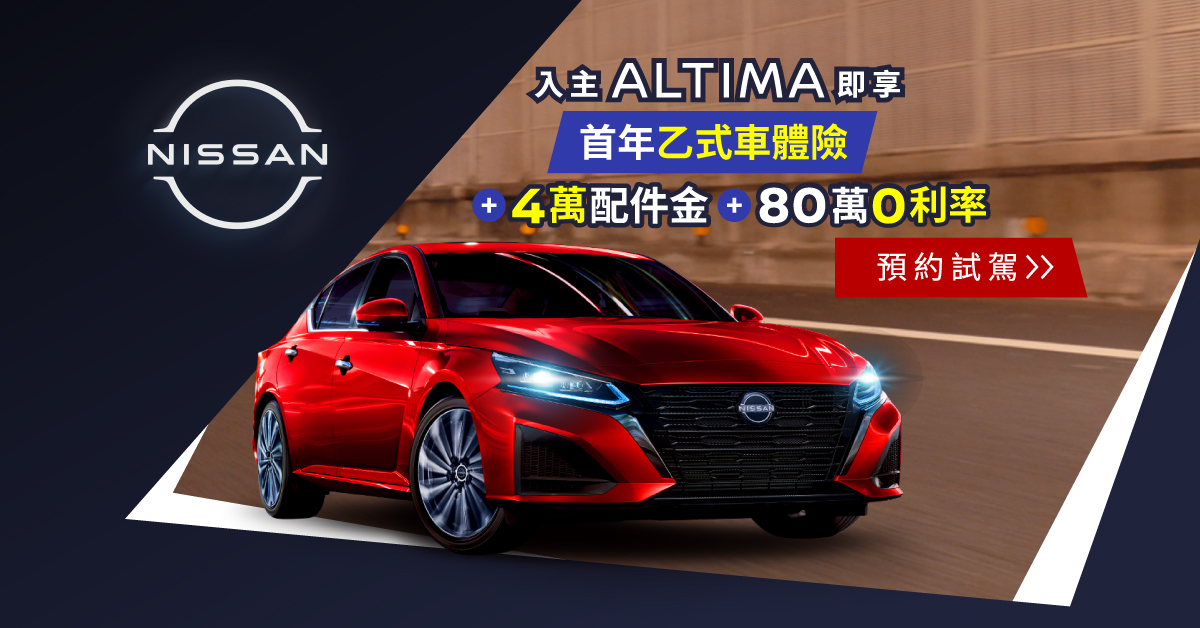 NISSAN
入主 ALTIMA 即享
首年乙式車體險
+ 4萬配件金 + 80萬0利率
預約試駕>>
NISSAN